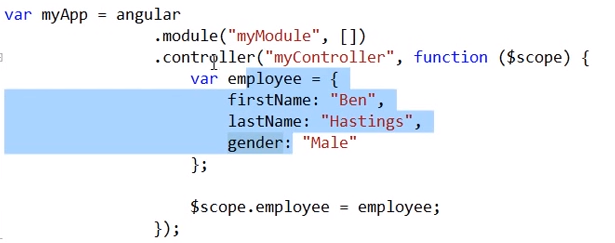 var myApp = angular
.module("myModule", [])
.controller("myController", function ($scope) {
var employee = {
firstName: "Ben",
lastName: "Hastings",
gender: "Male"
};
$scope.employee = employee;
});